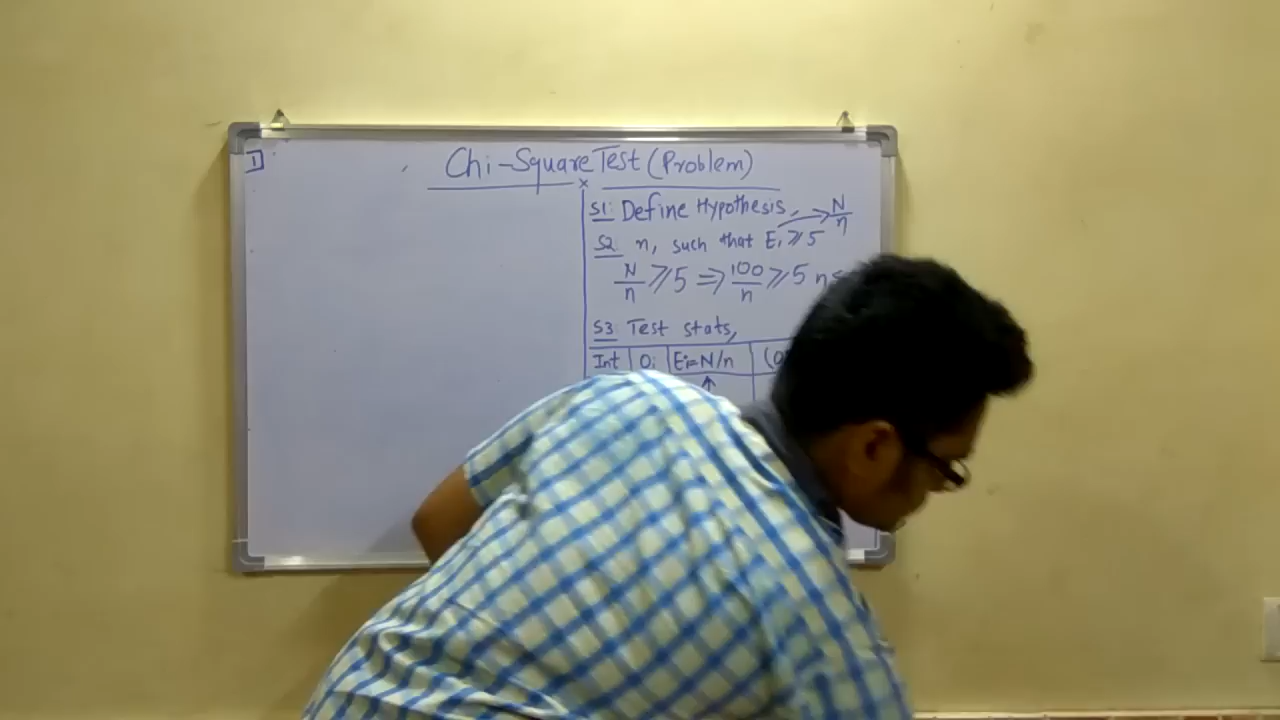 1
Chi-Square Test (Problem)
x
S1: Define Hypothesis,
N/n
S2: n, such that Ei ≥ 5
N/n ≥ 5 ⇒ 100/n ≥ 5 n ≤
S3: Test stats,
Int | Oi | Ei=N/n | (O